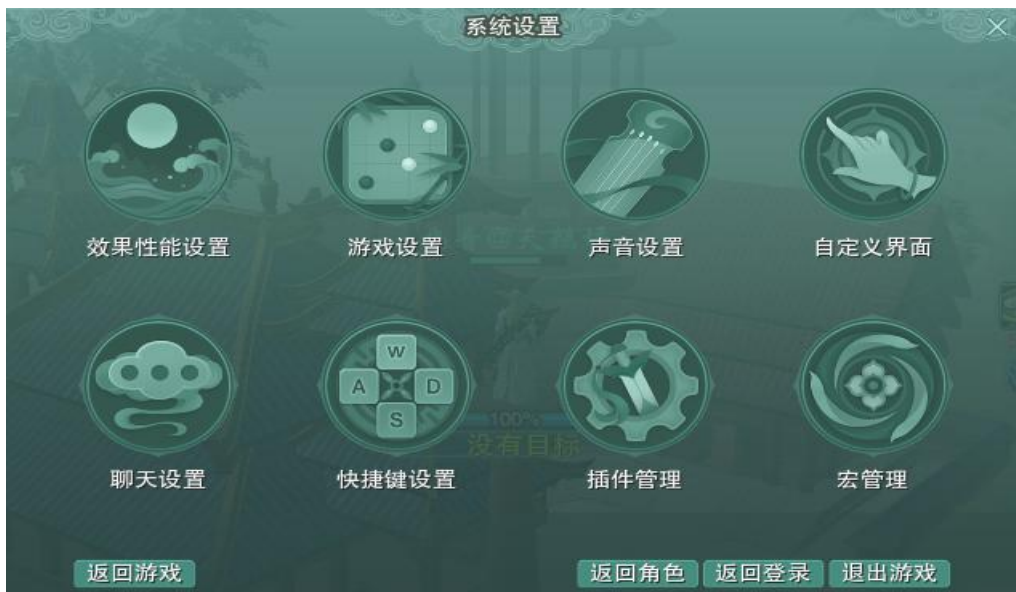 系统设置
效果性能设置
游戏设置
声音设置
自定义界面
W
A
D
S
100%
没有目标
聊天设置
快捷键设置
插件管理
宏管理
返回游戏
返回角色
返回登录
退出游戏